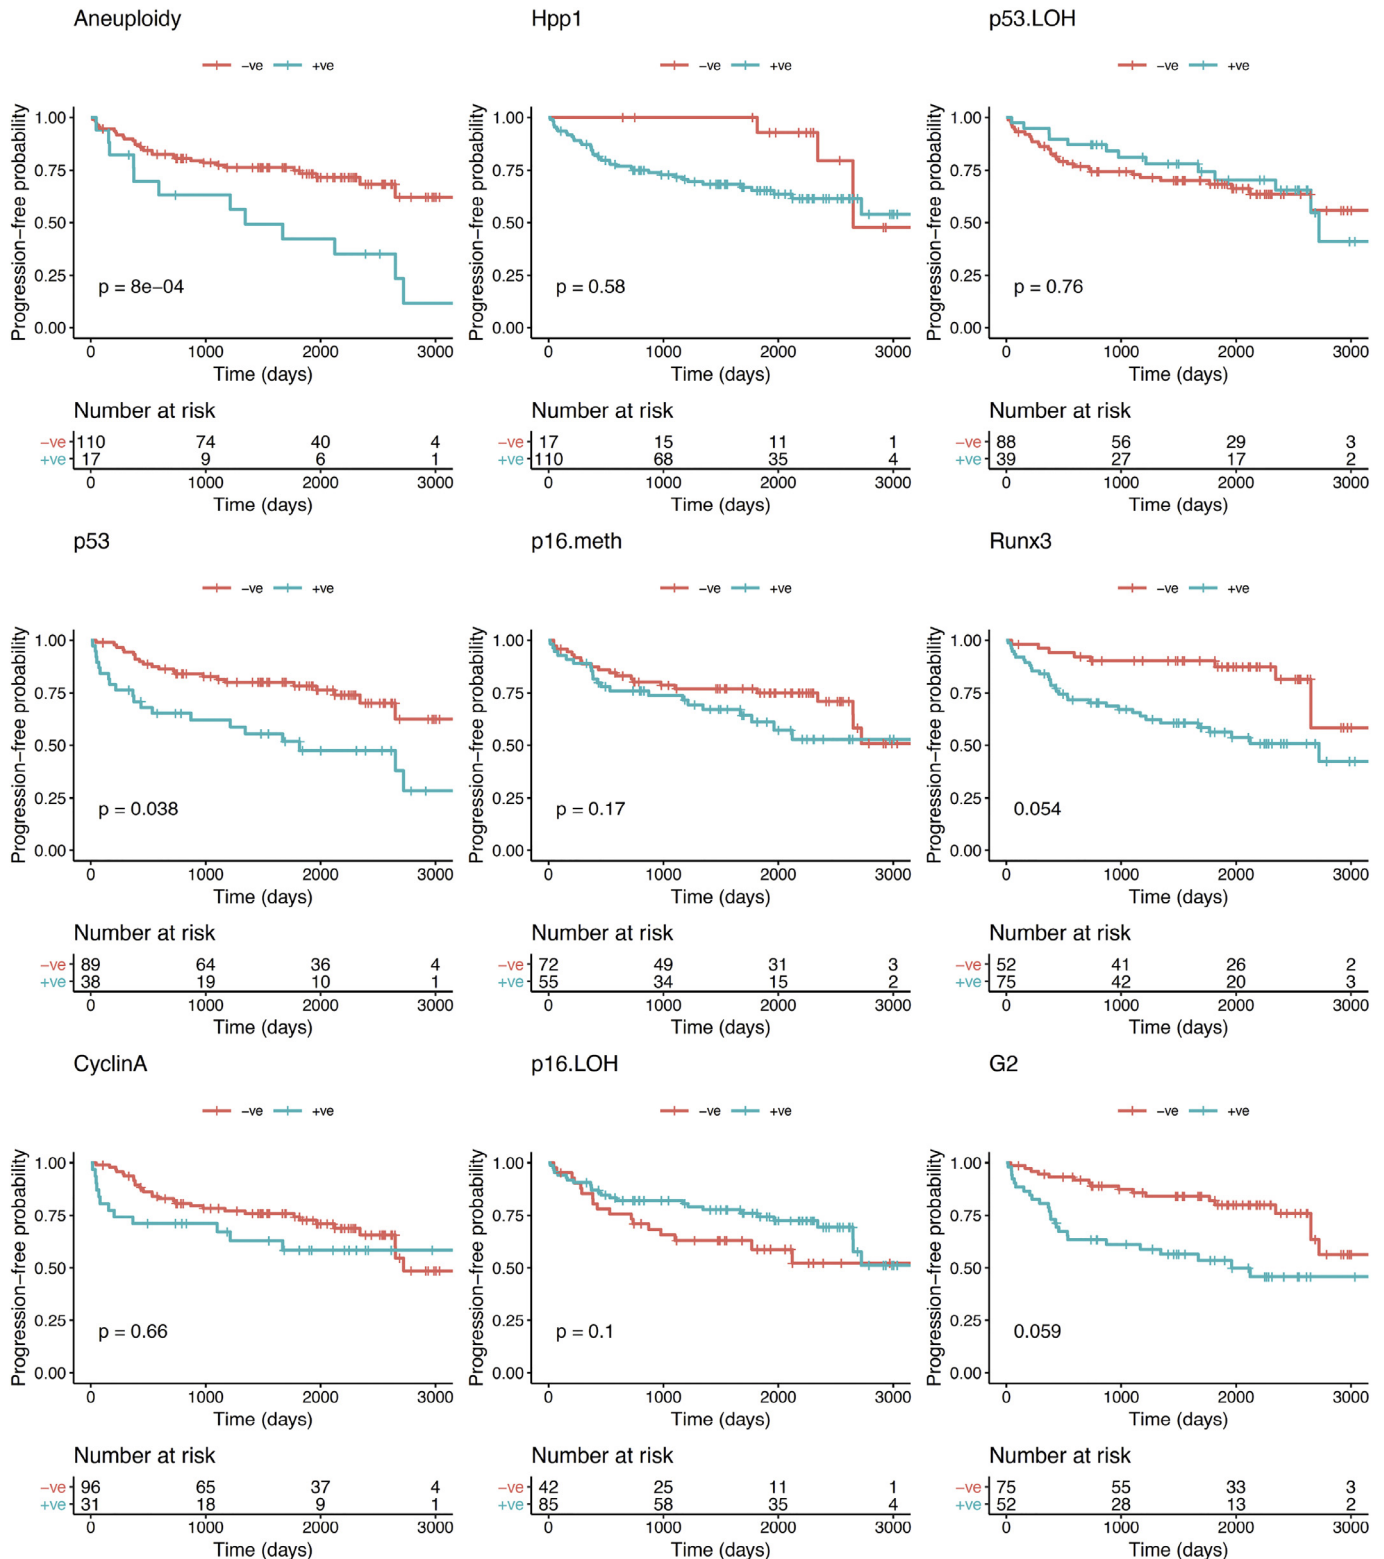 Aneuploidy Hpp1 p53.LOH
−ve +ve −ve +ve −ve +ve
Progression−free probability Progression−free probability Progression−free probability
1.00 1.00 1.00
0.75 0.75 0.75
0.50 0.50 0.50
0.25 0.25 0.25
p = 8e−04 p = 0.58 p = 0.76
0.00 0.00 0.00
0 1000 2000 3000 0 1000 2000 3000 0 1000 2000 3000
Time (days) Time (days) Time (days)
Number at risk Number at risk Number at risk
−ve 110 74 40 4 −ve 17 15 11 1 −ve 88 56 29 3
+ve 17 9 6 1 +ve 110 68 35 4 +ve 39 27 17 2
0 1000 2000 3000 0 1000 2000 3000 0 1000 2000 3000
Time (days) Time (days) Time (days)
p53 p16.meth Runx3
−ve +ve −ve +ve −ve +ve
Progression−free probability Progression−free probability Progression−free probability
1.00 1.00 1.00
0.75 0.75 0.75
0.50 0.50 0.50
0.25 0.25 0.25
p = 0.038 p = 0.17 0.054
0.00 0.00 0.00
0 1000 2000 3000 0 1000 2000 3000 0 1000 2000 3000
Time (days) Time (days) Time (days)
Number at risk Number at risk Number at risk
−ve 89 64 36 4 −ve 72 49 31 3 −ve 52 41 26 2
+ve 38 19 10 1 +ve 55 34 15 2 +ve 75 42 20 3
0 1000 2000 3000 0 1000 2000 3000 0 1000 2000 3000
Time (days) Time (days) Time (days)
CyclinA p16.LOH G2
−ve +ve −ve +ve −ve +ve
Progression−free probability Progression−free probability Progression−free probability
1.00 1.00 1.00
0.75 0.75 0.75
0.50 0.50 0.50
0.25 0.25 0.25
p = 0.66 p = 0.1 0.059
0.00 0.00 0.00
0 1000 2000 3000 0 1000 2000 3000 0 1000 2000 3000
Time (days) Time (days) Time (days)
Number at risk Number at risk Number at risk
−ve 96 65 37 4 −ve 42 25 11 1 −ve 75 55 33 3
+ve 31 18 9 1 +ve 85 58 35 4 +ve 52 28 13 2
0 1000 2000 3000 0 1000 2000 3000 0 1000 2000 3000
Time (days) Time (days) Time (days)